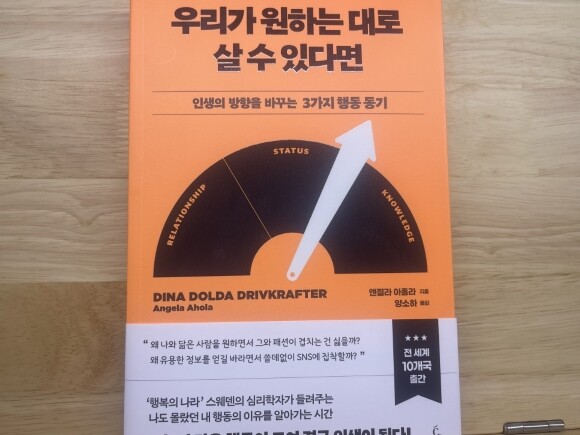 우리가 원하는 대로
살 수 있다면
인생의 방향을 바꾸는 3가지 행동 동기
STATUS
RELATIONSHIP
KNOWLEDGE
DINA DOLDA DRIVKRAFTER
Angela Ahola
앤절라 아홀라 지음
양소하 옮김
“ 왜 나와 닮은 사람을 원하면서 그와 패션이 겹치는 건 싫을까?
왜 유용한 정보를 얻길 바라면서 쓸데없이 SNS에 집착할까? ”
★★★
전 세계
10개국
출간
‘행복의 나라’ 스웨덴의 심리학자가 들려주는
나도 몰랐던 내 행동의 이유를 알아가는 시간